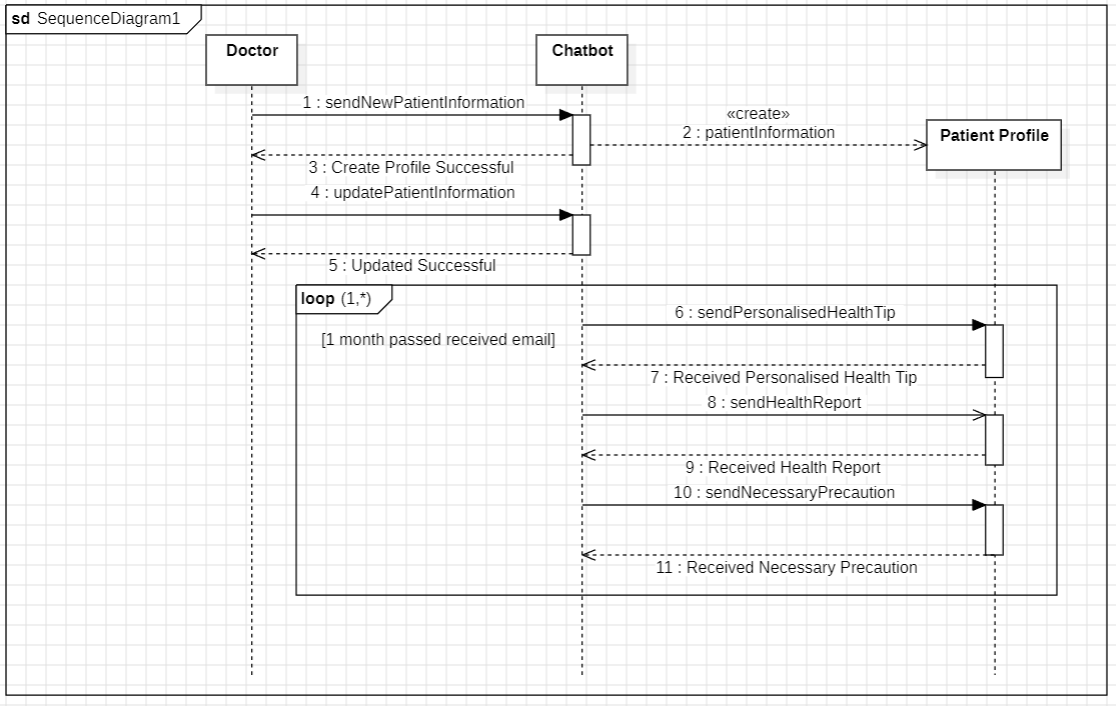 sd SequenceDiagram1
Doctor
Chatbot
1 : sendNewPatientInformation
«create»
2 : patientInformation
Patient Profile
3 : Create Profile Successful
4 : updatePatientInformation
5 : Updated Successful
loop (1,*)
[1 month passed received email]
6 : sendPersonalisedHealthTip
7 : Received Personalised Health Tip
8 : sendHealthReport
9 : Received Health Report
10 : sendNecessaryPrecaution
11 : Received Necessary Precaution